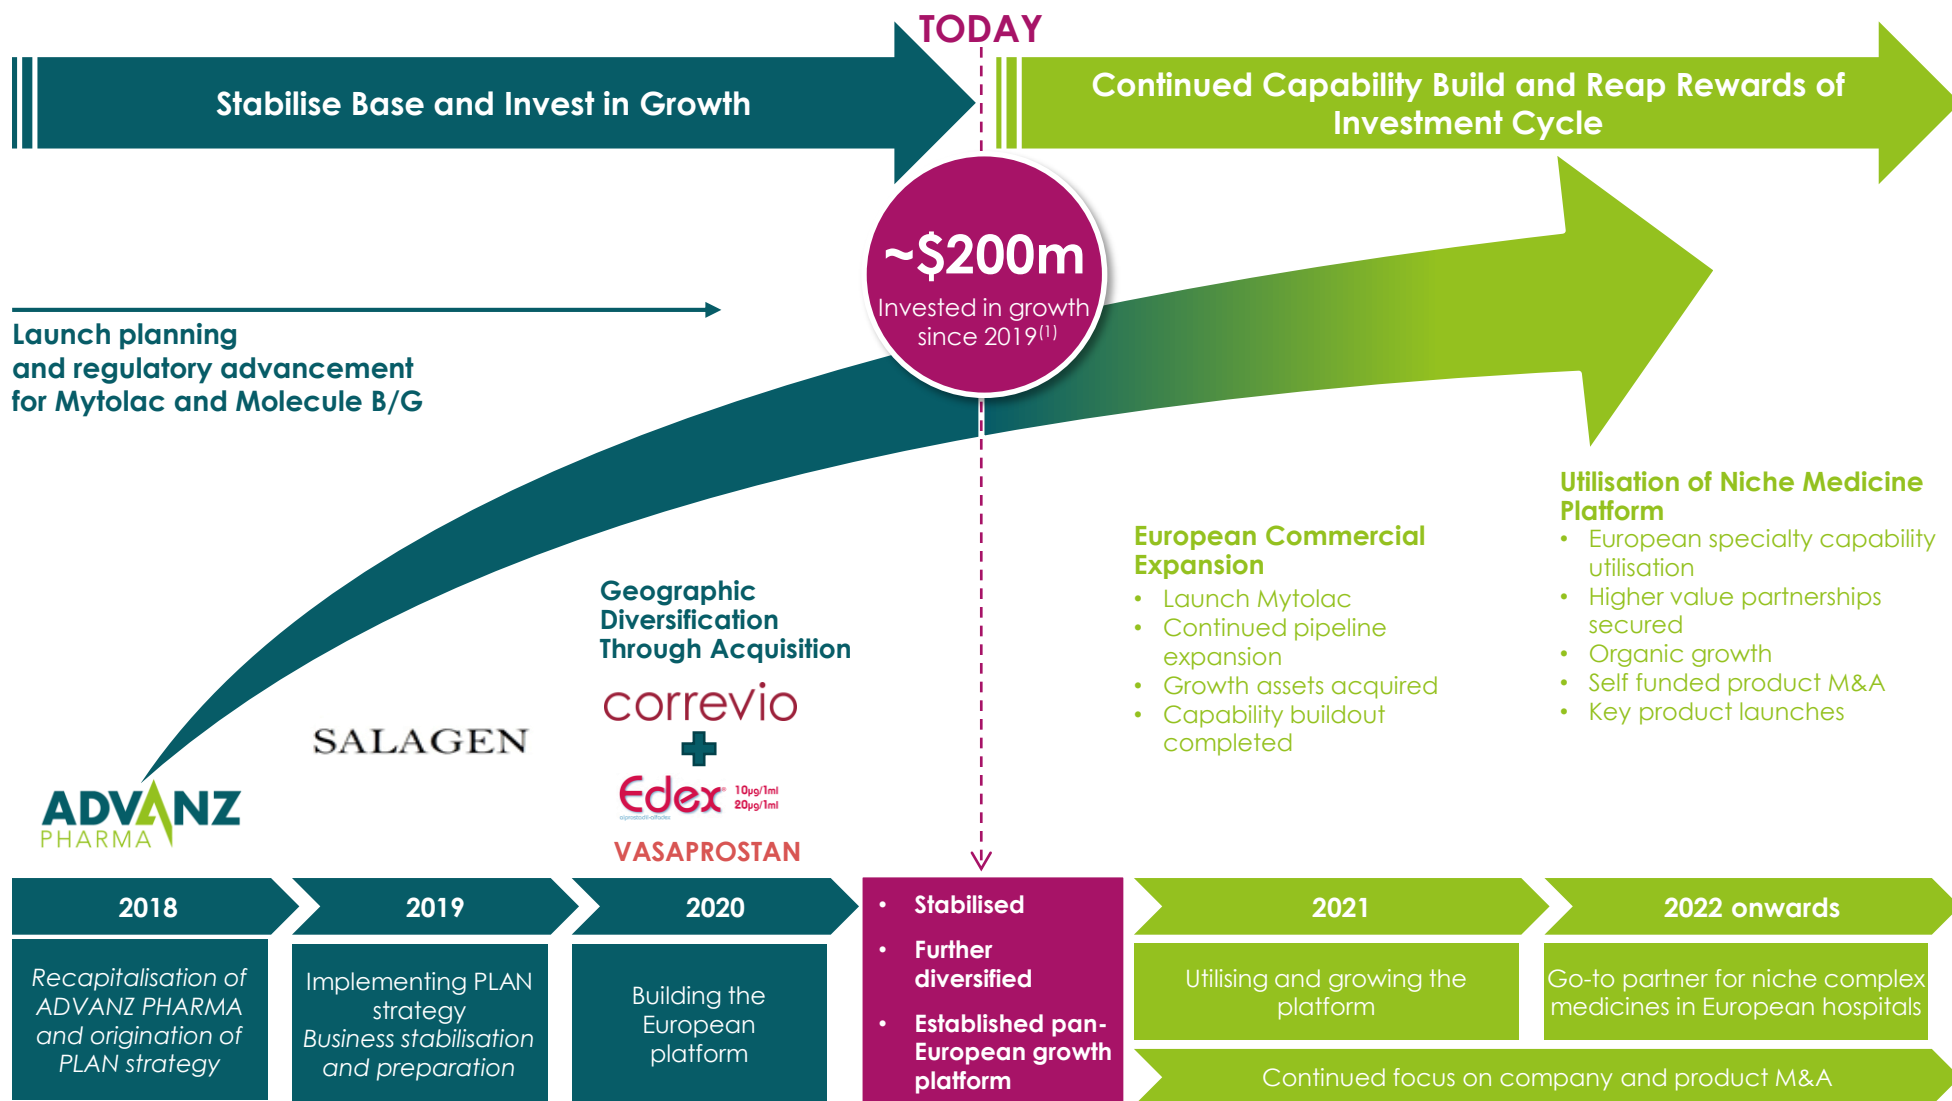 TODAY
Stabilise Base and Invest in Growth
Continued Capability Build and Reap Rewards of
Investment Cycle
~$200m
Invested in growth
since 2019(1)
Launch planning
and regulatory advancement
for Mytolac and Molecule B/G
Geographic
Diversification
Through Acquisition
correvio
Edex
10µg/1ml
20µg/1ml
alprostadil-alfadex
VASAPROSTAN
SALAGEN
ADVANZ
PHARMA
European Commercial
Expansion
• Launch Mytolac
• Continued pipeline
expansion
• Growth assets acquired
• Capability buildout
completed
Utilisation of Niche Medicine
Platform
• European specialty capability
utilisation
• Higher value partnerships
secured
• Organic growth
• Self funded product M&A
• Key product launches
2018
Recapitalisation of
ADVANZ PHARMA
and origination of
PLAN strategy
2019
Implementing PLAN
strategy
Business stabilisation
and preparation
2020
Building the
European
platform
• Stabilised
• Further
diversified
• Established pan-
European growth
platform
2021
Utilising and growing the
platform
2022 onwards
Go-to partner for niche complex
medicines in European hospitals
Continued focus on company and product M&A